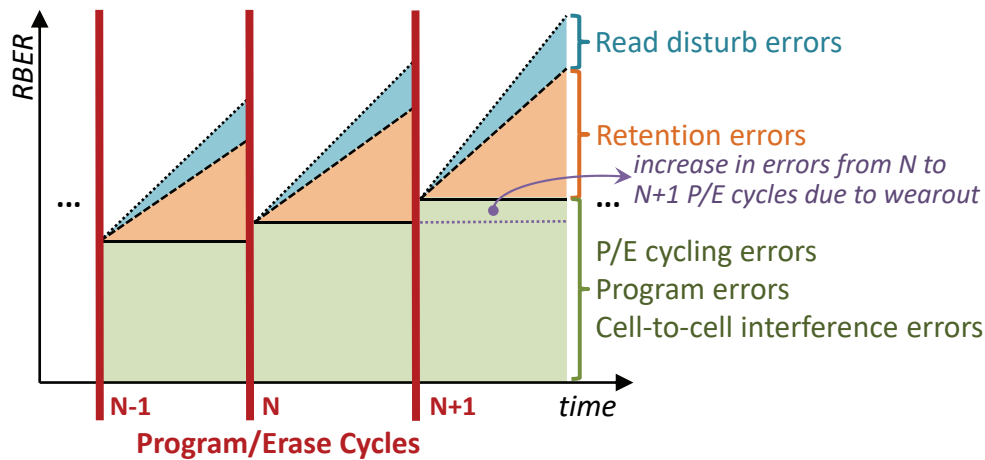 RBER
Read disturb errors
Retention errors
increase in errors from N to
N+1 P/E cycles due to wearout
...
...
P/E cycling errors
Program errors
Cell-to-cell interference errors
N-1
N
N+1
time
Program/Erase Cycles